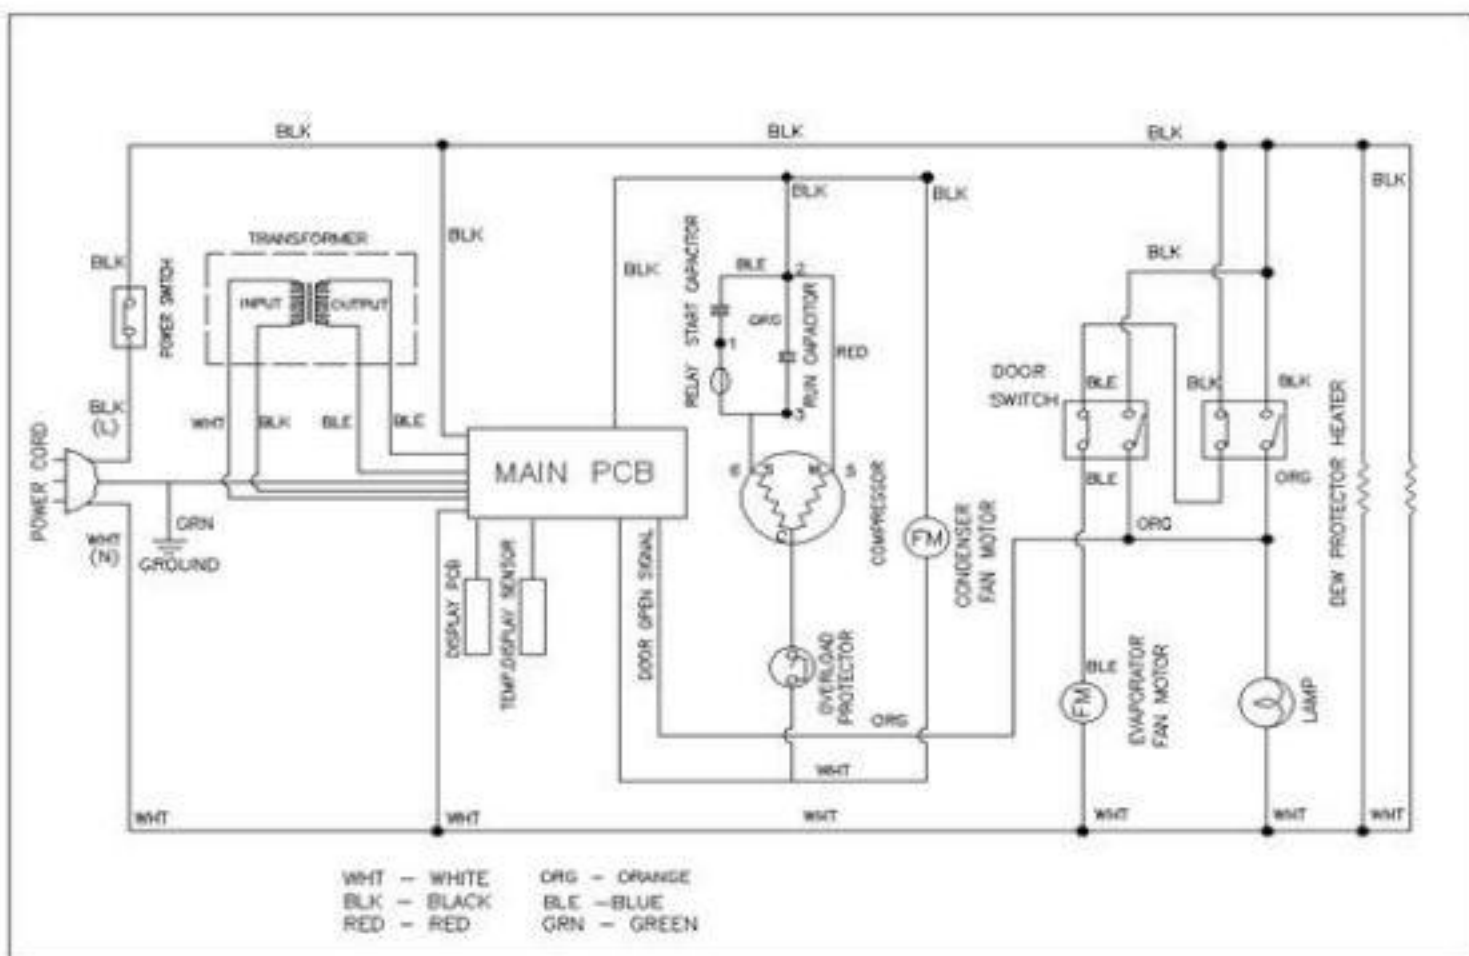 BLK BLK BLK
BLK
BLK
BLK
BLK
TRANSFORMER
BLK
BLK
BLK
BLE
2
INPUT OUTPUT
POWER SWITCH
RELAY START CAPACITOR
ORG
RUN CAPACITOR
1
RED
3
DOOR
SWITCH
BLE
BLK
BLK
BLK
(L)
WHT
BLK
BLE
BLE
MAIN PCB
6 S M S
C
COMPRESSOR
FM
CONDENSER
FAN MOTOR
BLE
ORG
ORG
DEW PROTECTOR HEATER
POWER CORD
GRN
GROUND
WHT
(N)
DISPLAY PCB
TEMP.DISPLAY SENSOR
DOOR OPEN SIGNAL
OVERLOAD
PROTECTOR
ORG
BLE
FM
EVAPORATOR
FAN MOTOR
LAMP
WHT
WHT WHT WHT WHT WHT WHT
WHT - WHITE ORG - ORANGE
BLK - BLACK BLE -BLUE
RED - RED GRN - GREEN